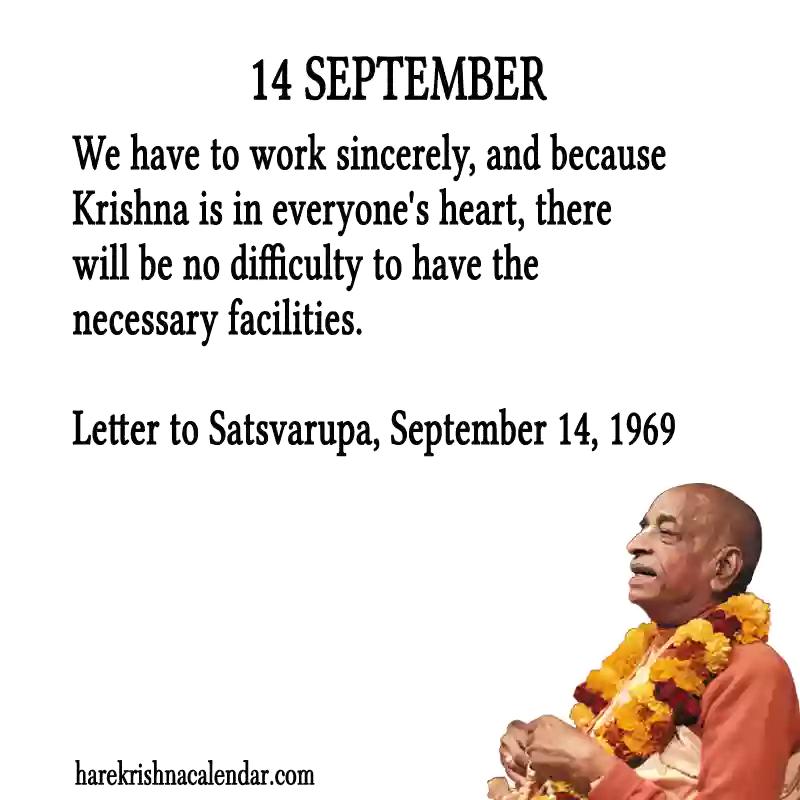 14 SEPTEMBER
We have to work sincerely, and because
Krishna is in everyone's heart, there
will be no difficulty to have the
necessary facilities.
Letter to Satsvarupa, September 14, 1969
harekrishnacalendar.com